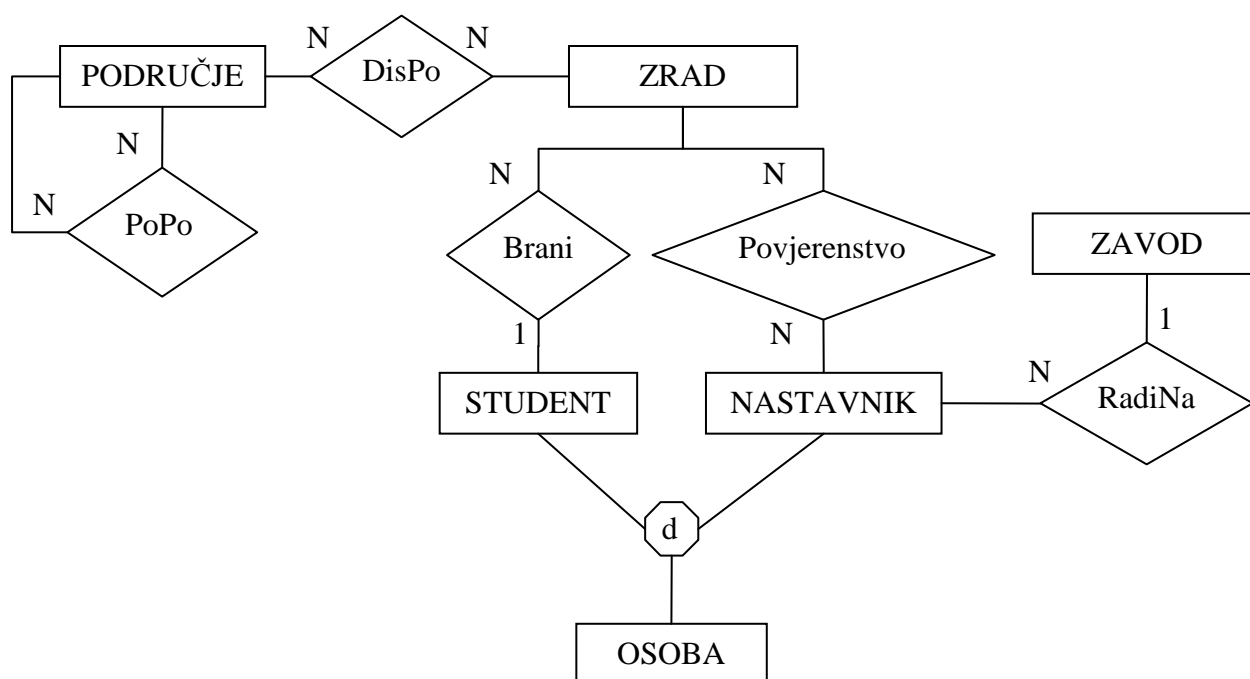 N
N
PODRUČJE
DisPo
ZRAD
N
N
N
N
PoPo
Brani
Povjerenstvo
ZAVOD
1
N
1
N
STUDENT
NASTAVNIK
RadiNa
d
OSOBA